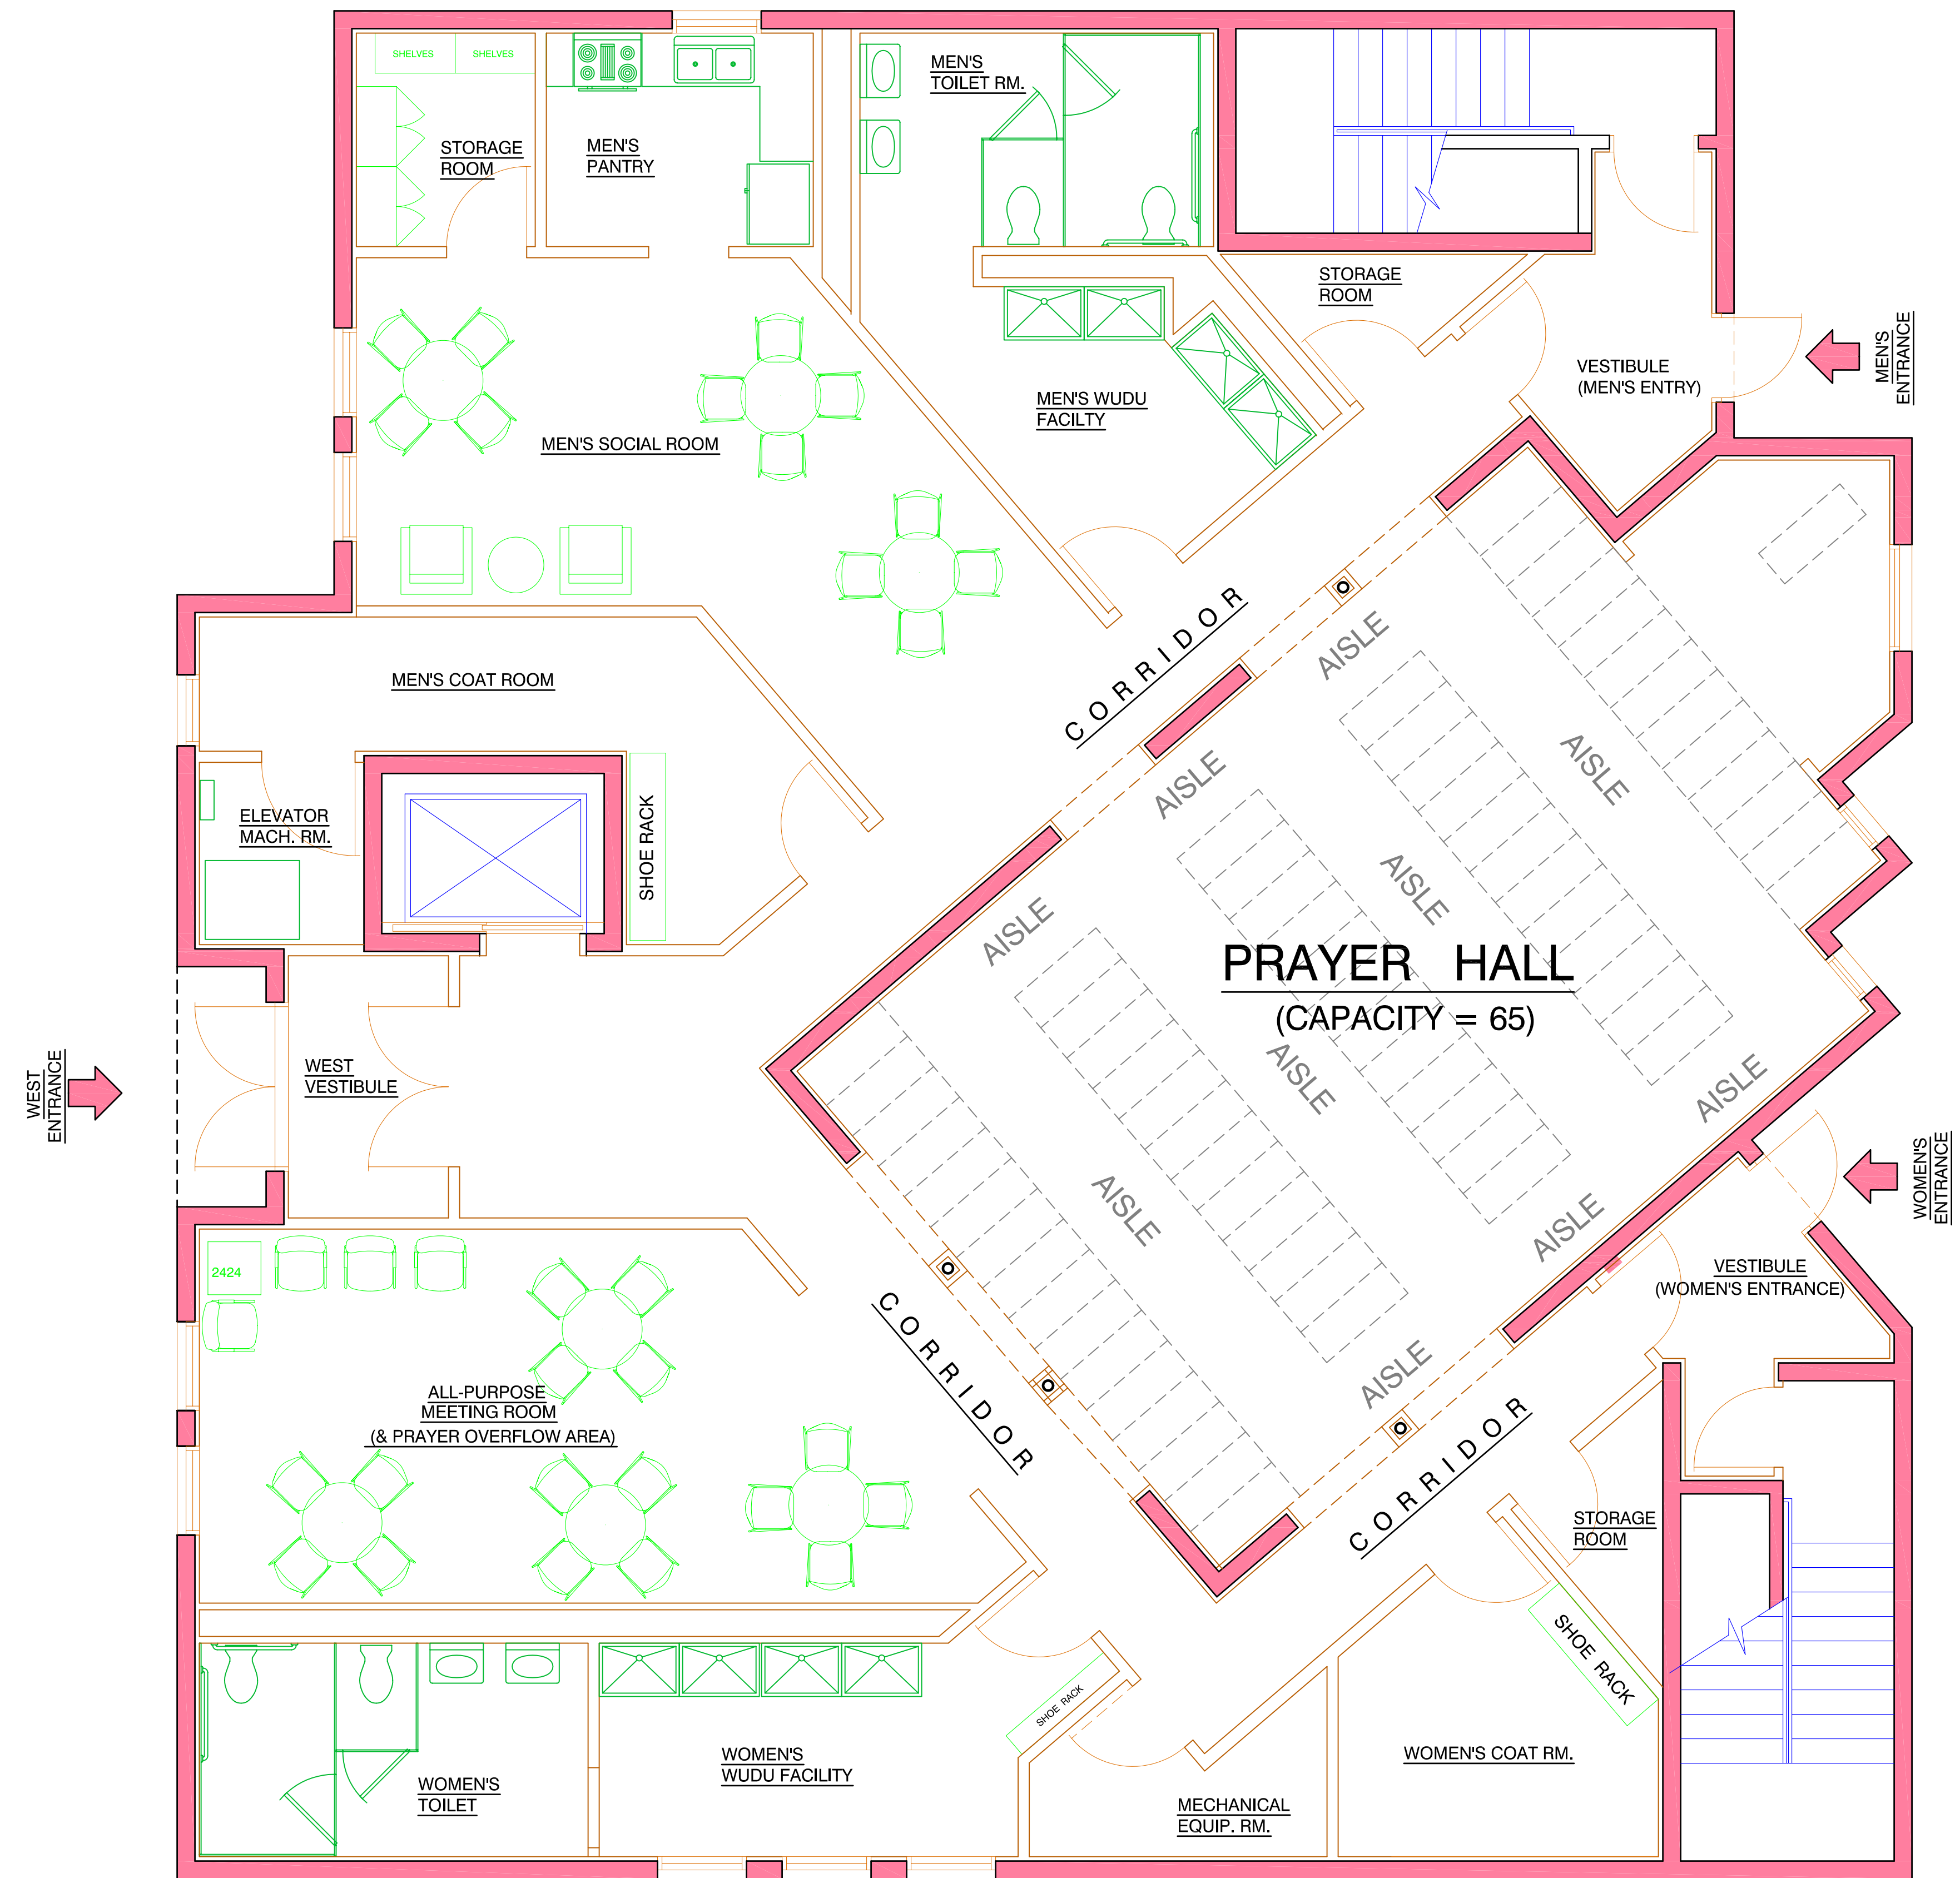 SHELVES
SHELVES
STORAGE
ROOM
MEN'S
PANTRY
MEN'S
TOILET RM.
STORAGE
ROOM
MEN'S WUDU
FACILTY
VESTIBULE
(MEN'S ENTRY)
MEN'S
ENTRANCE
MEN'S SOCIAL ROOM
MEN'S COAT ROOM
CORRIDOR
AISLE
AISLE
AISLE
AISLE
AISLE
ELEVATOR
MACH. RM.
SHOE RACK
PRAYER HALL
(CAPACITY = 65)
AISLE
AISLE
WEST
ENTRANCE
WEST
VESTIBULE
AISLE
AISLE
AISLE
WOMEN'S
ENTRANCE
VESTIBULE
(WOMEN'S ENTRANCE)
2424
CORRIDOR
ALL-PURPOSE
MEETING ROOM
(& PRAYER OVERFLOW AREA)
CORRIDOR
STORAGE
ROOM
SHOE RACK
SHOE RACK
WOMEN'S
TOILET
WOMEN'S
WUDU FACILITY
WOMEN'S COAT RM.
MECHANICAL
EQUIP. RM.